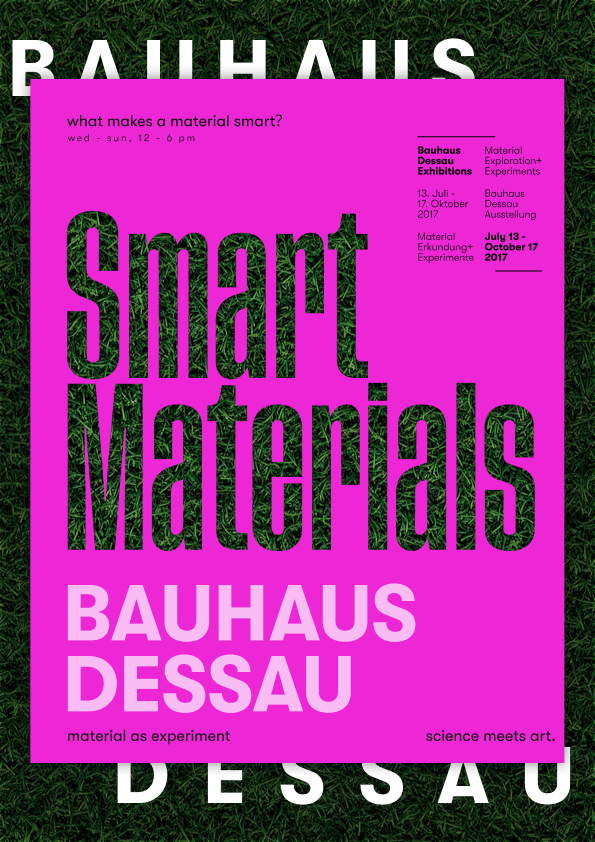 BAUHAUS
what makes a material smart?
wed - sun, 12 - 6 pm
Bauhaus
Dessau
Exhibitions
13. Juli -
17. Oktober
2017
Material
Erkundung+
Experimente
Material
Exploration+
Experiments
Bauhaus
Dessau
Ausstellung
July 13 -
October 17
2017
Smart
Materials
BAUHAUS
DESSAU
material as experiment
science meets art.
DESSAU